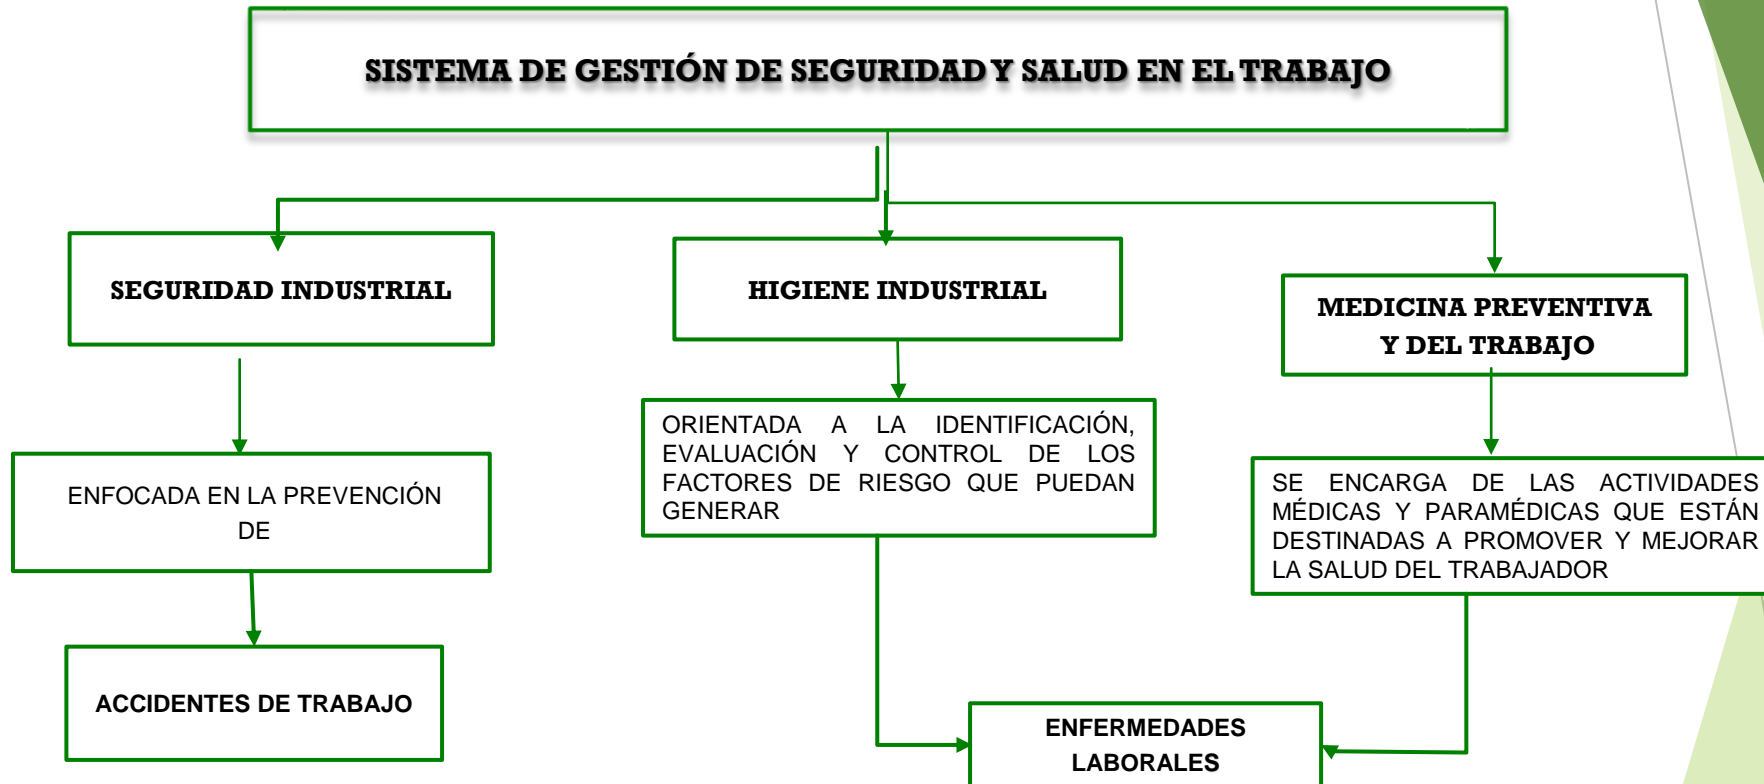 SISTEMA DE GESTIÓN DE SEGURIDAD Y SALUD EN EL TRABAJO
SEGURIDAD INDUSTRIAL
HIGIENE INDUSTRIAL
MEDICINA PREVENTIVA
Y DEL TRABAJO
ENFOCADA EN LA PREVENCIÓN
DE
ORIENTADA A LA IDENTIFICACIÓN,
EVALUACIÓN Y CONTROL DE LOS
FACTORES DE RIESGO QUE PUEDAN
GENERAR
SE ENCARGA DE LAS ACTIVIDADES
MÉDICAS Y PARAMÉDICAS QUE ESTÁN
DESTINADAS A PROMOVER Y MEJORAR
LA SALUD DEL TRABAJADOR
ACCIDENTES DE TRABAJO
ENFERMEDADES
LABORALES